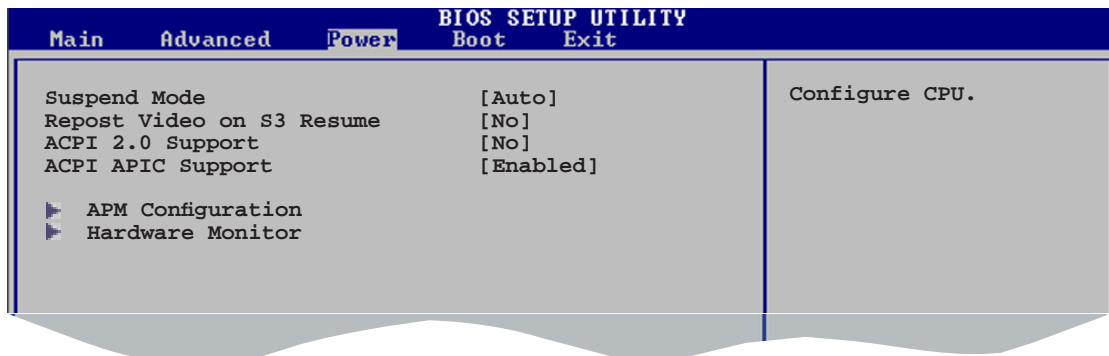 BIOS SETUP UTILITY
Main Advanced Power Boot Exit
Suspend Mode [Auto]
Repost Video on S3 Resume [No]
ACPI 2.0 Support [No]
ACPI APIC Support [Enabled]
APM Configuration
Hardware Monitor
Configure CPU.